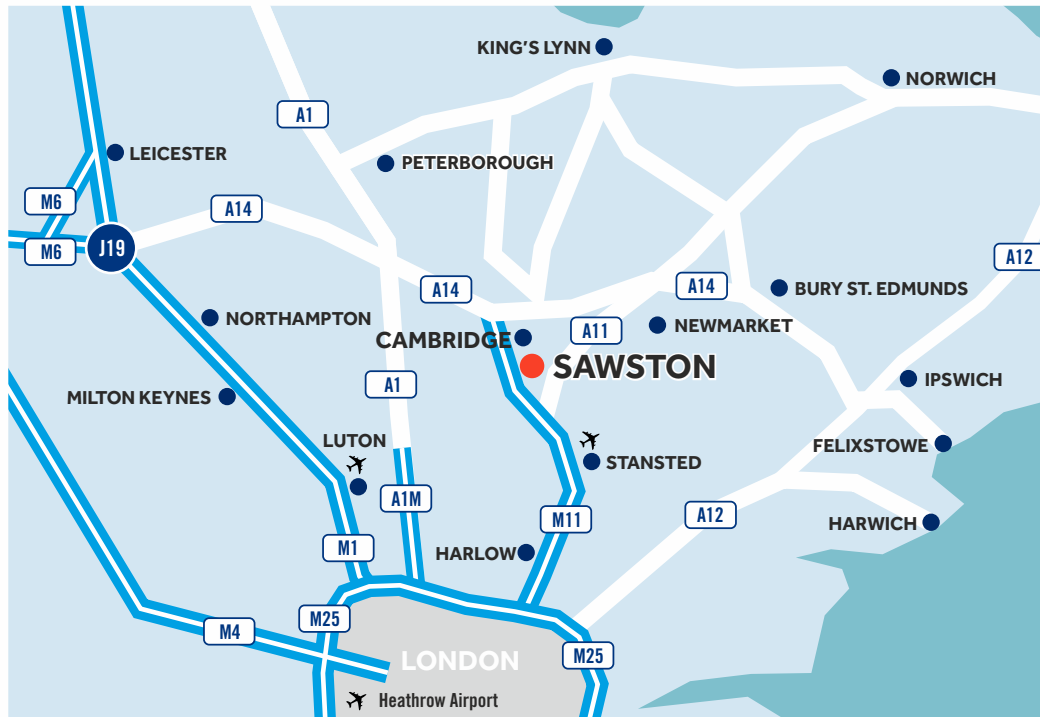 KING'S LYNN
NORWICH
A1
LEICESTER
PETERBOROUGH
M6
A14
M6
J19
A12
A14
A14
BURY ST. EDMUNDS
NORTHAMPTON
NEWMARKET
A11
CAMBRIDGE
SAWSTON
IPSWICH
A1
MILTON KEYNES
LUTON
FELIXSTOWE
STANSTED
A1M
A12
M11
HARWICH
M1
HARLOW
M25
M4
M25
LONDON
Heathrow Airport